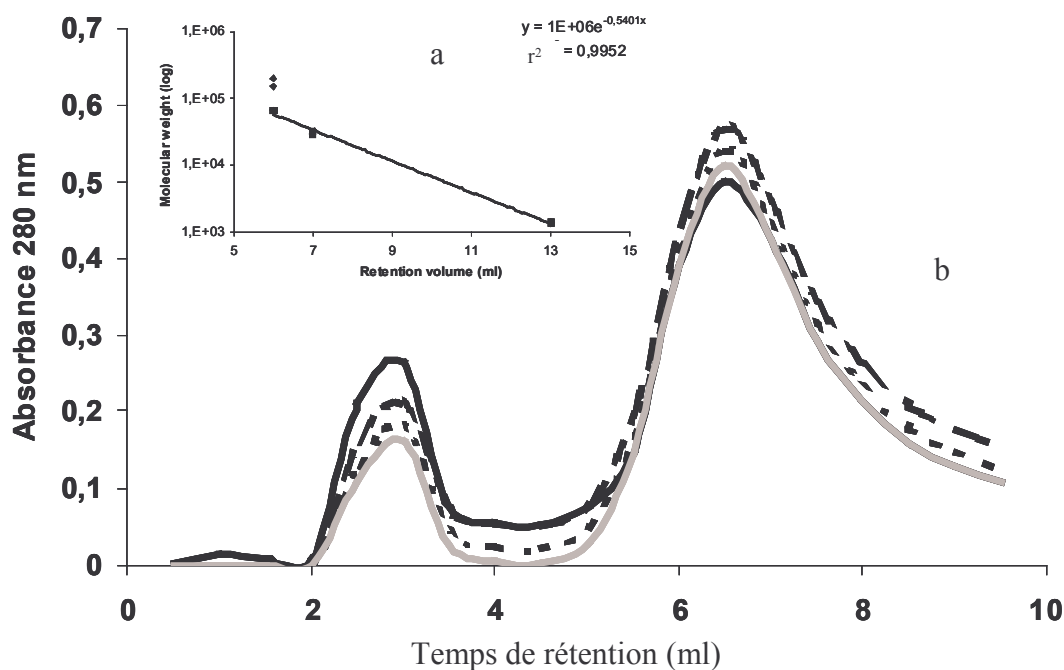 0,7
0,6
0,5
0,4
0,3
0,2
0,1
0
Absorbance 280 nm
0
2
4
6
8
10
Temps de rétention (ml)
a
y = 1E+06e-0,5401x
r2 = 0,9952
1,E+06
1,E+05
1,E+04
1,E+03
Molecular weight (log)
5
7
9
11
13
15
Retention volume (ml)
b